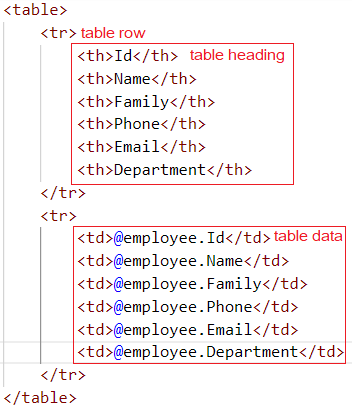 <table>
<tr> table row
<th>Id</th> table heading
<th>Name</th>
<th>Family</th>
<th>Phone</th>
<th>Email</th>
<th>Department</th>
</tr>
<tr>
<td>@employee.Id</td> table data
<td>@employee.Name</td>
<td>@employee.Family</td>
<td>@employee.Phone</td>
<td>@employee.Email</td>
<td>@employee.Department</td>
</tr>
</table>